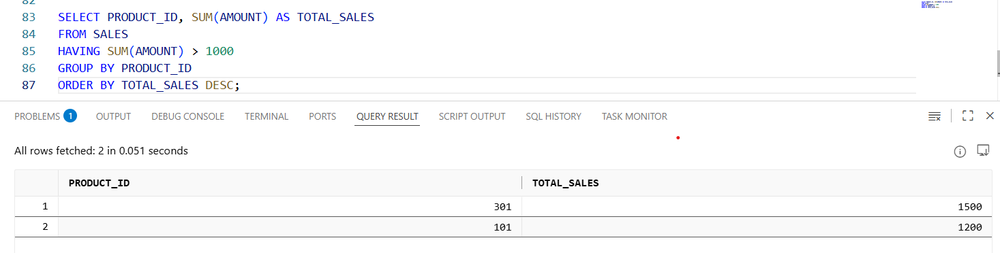 82
83 SELECT PRODUCT_ID, SUM(AMOUNT) AS TOTAL_SALES
84 FROM SALES
85 HAVING SUM(AMOUNT) > 1000
86 GROUP BY PRODUCT_ID
87 ORDER BY TOTAL_SALES DESC;
PROBLEMS 1 OUTPUT DEBUG CONSOLE TERMINAL PORTS QUERY RESULT SCRIPT OUTPUT SQL HISTORY TASK MONITOR
All rows fetched: 2 in 0.051 seconds
PRODUCT_ID TOTAL_SALES
1 301 1500
2 101 1200